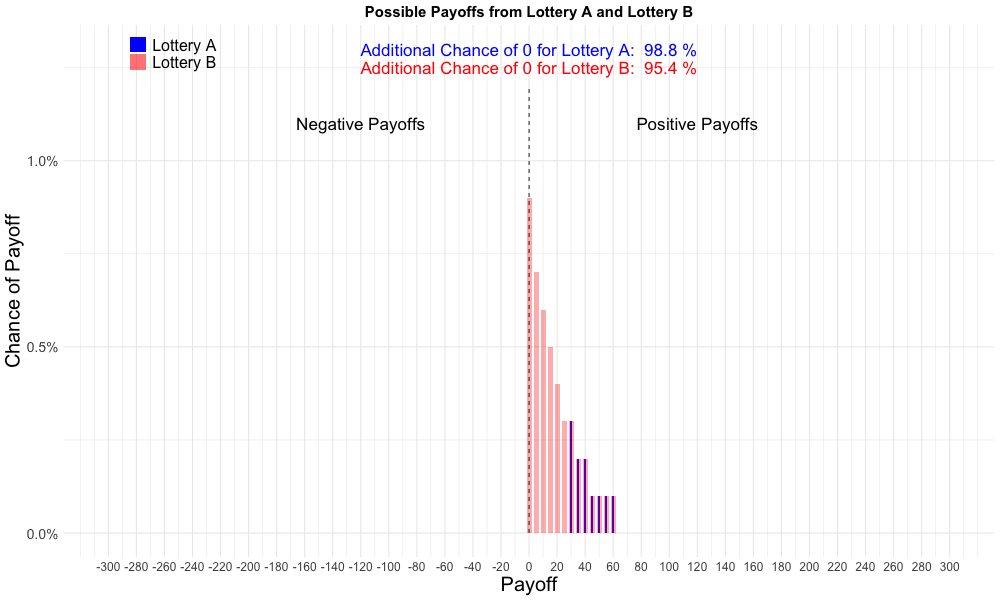 Possible Payoffs from Lottery A and Lottery B
Lottery A
Lottery B
Additional Chance of 0 for Lottery A: 98.8 %
Additional Chance of 0 for Lottery B: 95.4 %
Negative Payoffs
Positive Payoffs
Chance of Payoff
1.0%
0.5%
0.0%
-300 -280 -260 -240 -220 -200 -180 -160 -140 -120 -100 -80 -60 -40 -20 0 20 40 60 80 100 120 140 160 180 200 220 240 260 280 300
Payoff